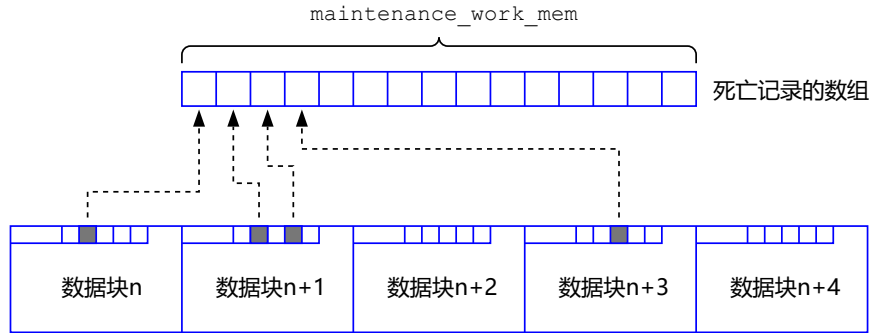 maintenance_work_mem
死亡记录的数组
数据块n
数据块n+1
数据块n+2
数据块n+3
数据块n+4